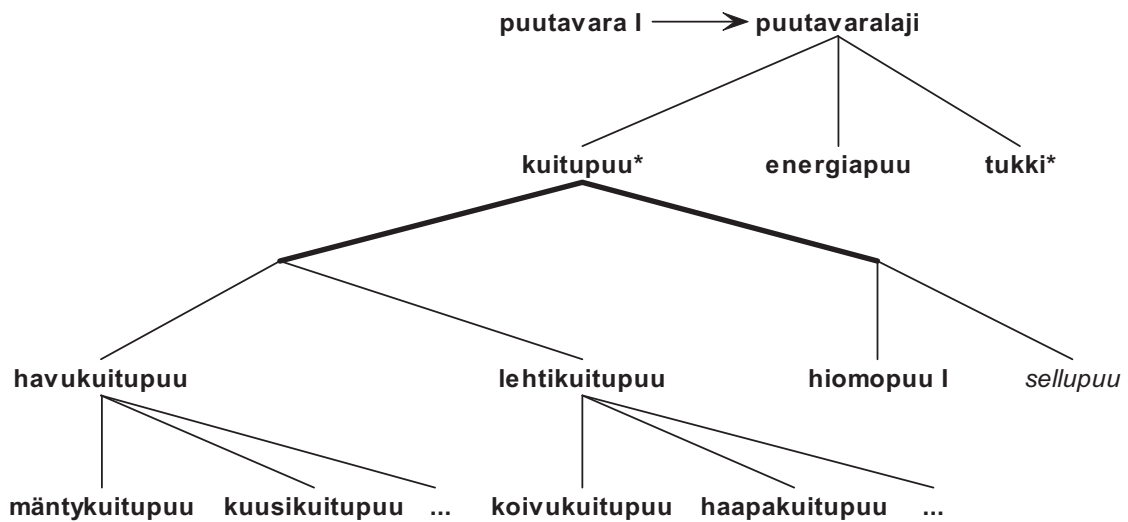 puutavara I puutavaralaji
kuitupuu* energiapuu tukki*
havukuitupuu lehtikuitupuu hiomopuu I sellupuu
mäntykuitupuu kuusikuitupuu ... koivukuitupuu haapakuitupuu ...